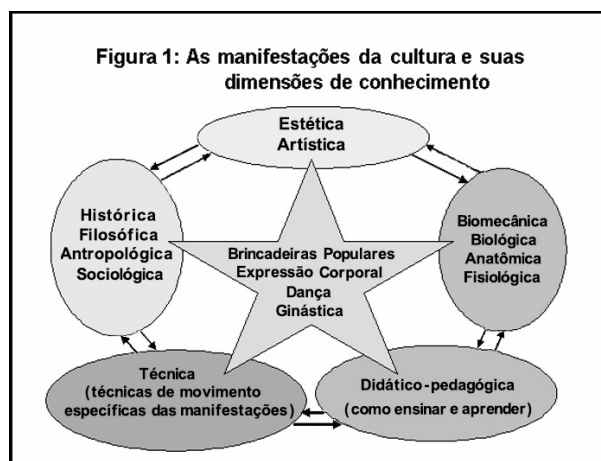 Figura 1: As manifestações da cultura e suas
dimensões de conhecimento
Estética
Artística
Histórica
Filosófica
Antropológica
Sociológica
Biomecânica
Biológica
Anatômica
Fisiológica
Brincadeiras Populares
Expressão Corporal
Dança
Ginástica
Técnica
(técnicas de movimento
específicas das manifestações)
Didático-pedagógica
(como ensinar e aprender)